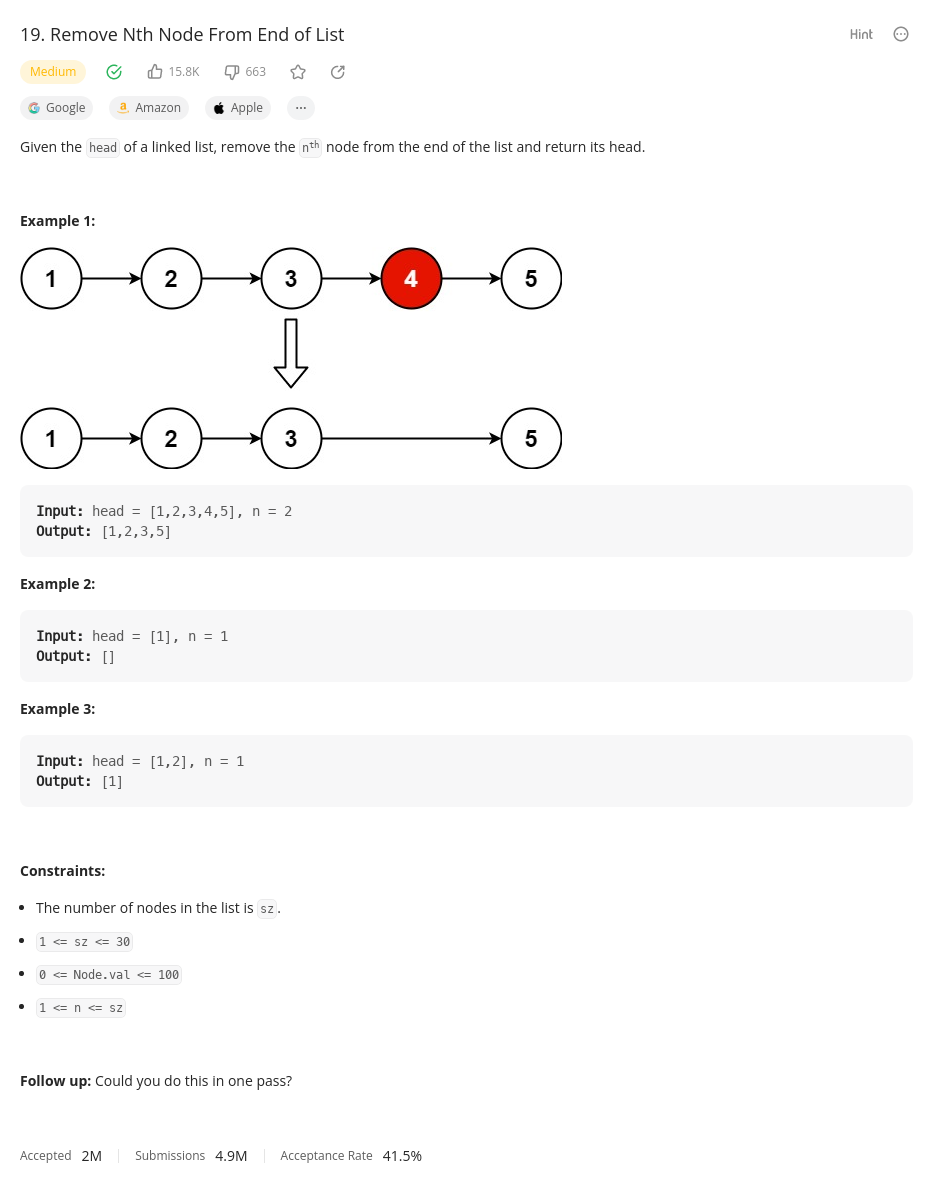 19. Remove Nth Node From End of List
Hint
Medium
15.8K
663
Google
Amazon
Apple
Given the head of a linked list, remove the nth node from the end of the list and return its head.
Example 1:
1 2 3 4 5
1 2 3 5
Input: head = [1,2,3,4,5], n = 2
Output: [1,2,3,5]
Example 2:
Input: head = [1], n = 1
Output: []
Example 3:
Input: head = [1,2], n = 1
Output: [1]
Constraints:
• The number of nodes in the list is sz.
• 1 <= sz <= 30
• 0 <= Node.val <= 100
• 1 <= n <= sz
Follow up: Could you do this in one pass?
Accepted 2M Submissions 4.9M Acceptance Rate 41.5%